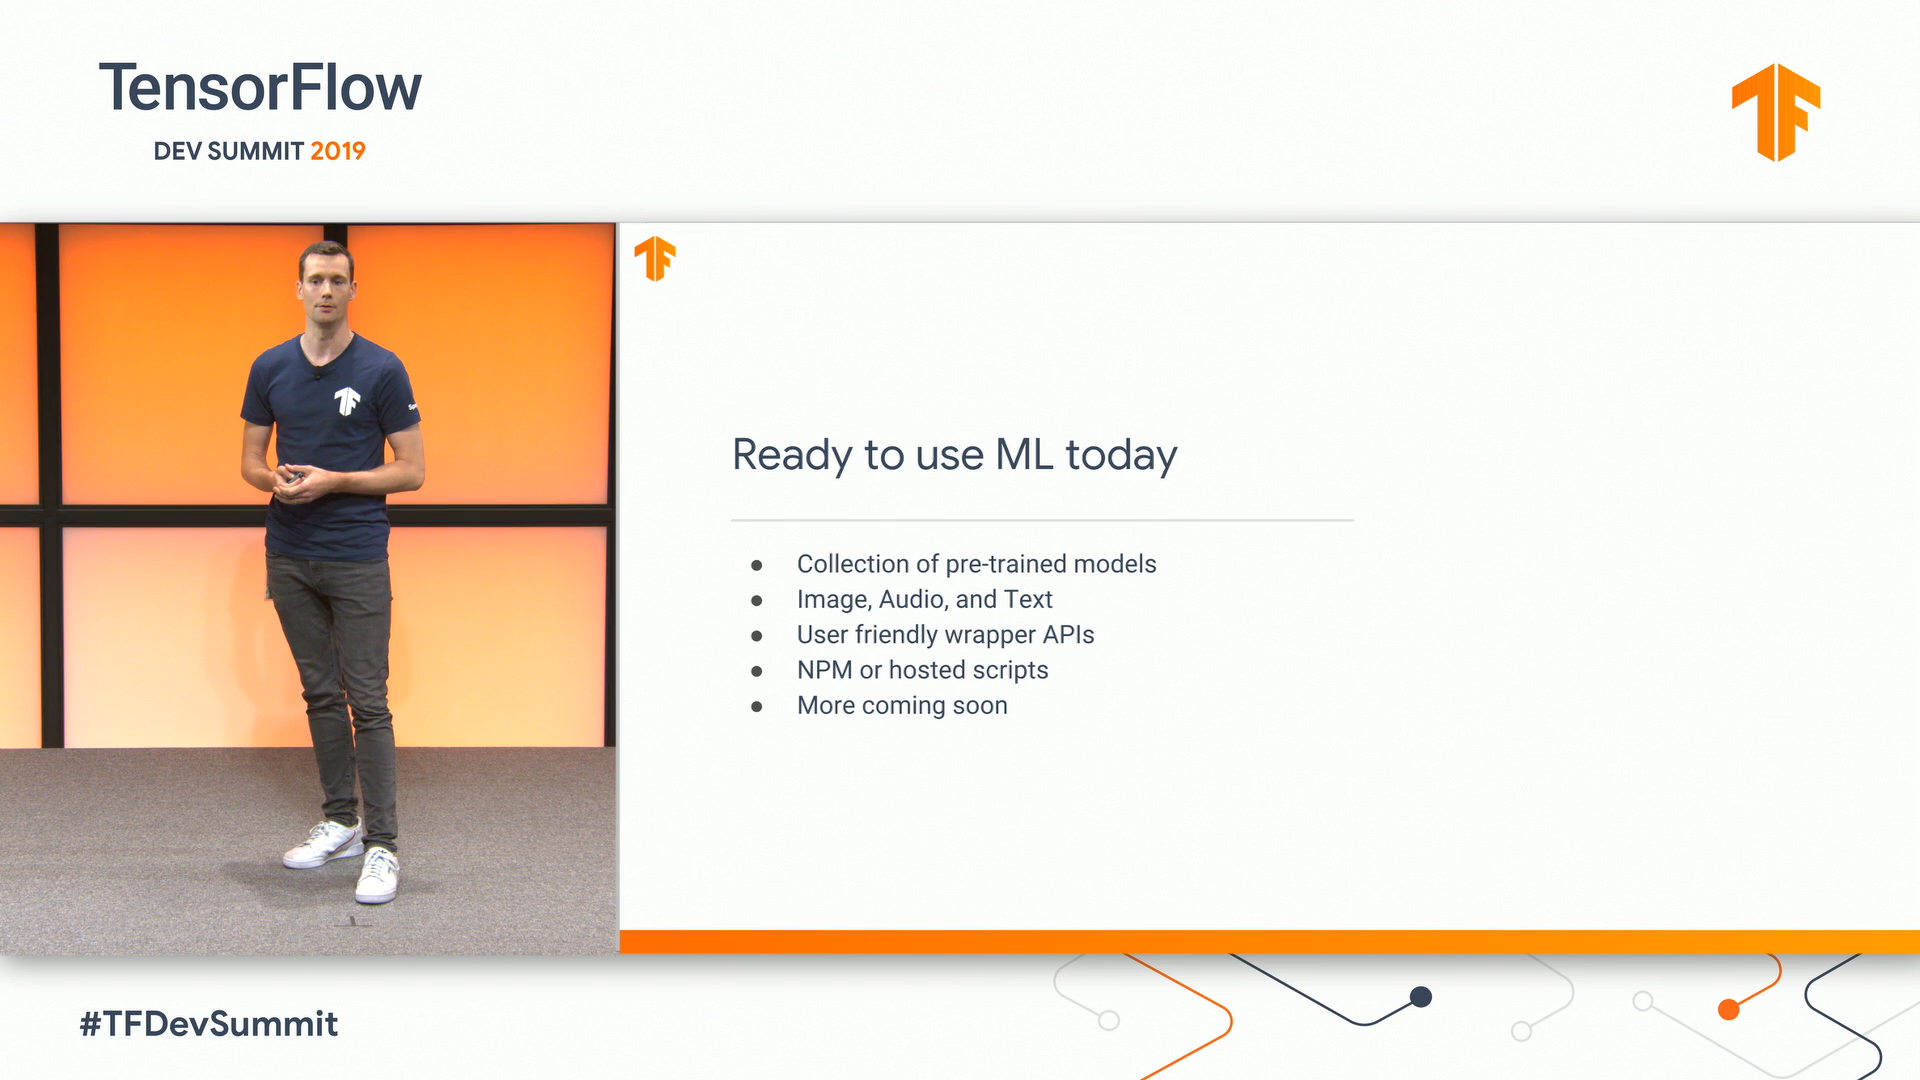 TensorFlow
DEV SUMMIT 2019
Ready to use ML today
● Collection of pre-trained models
● Image, Audio, and Text
● User friendly wrapper APIs
● NPM or hosted scripts
● More coming soon
#TFDevSummit